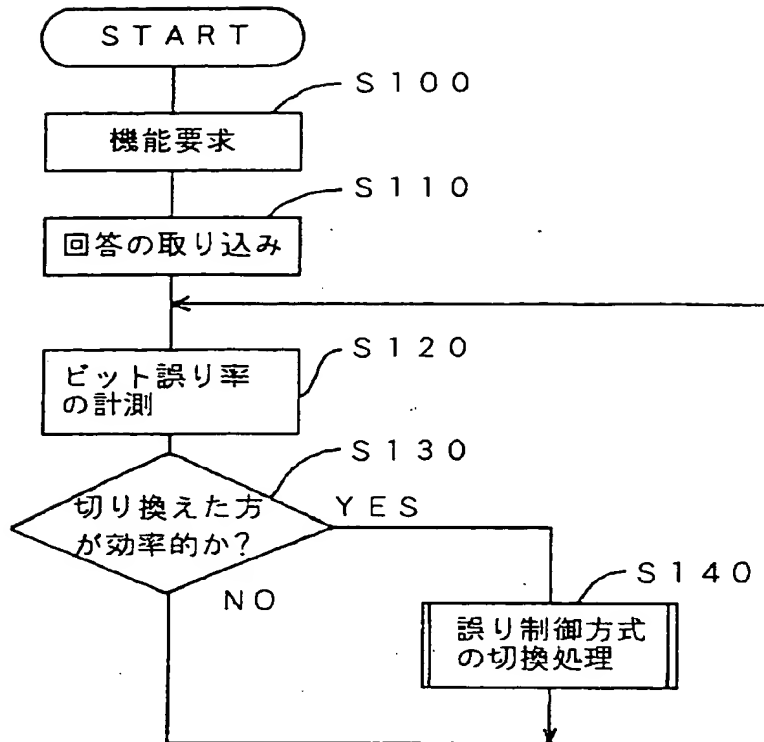 START
S100
機能要求
S110
回答の取り込み
S120
ビット誤り率
の計測
S130
切り換えた方
が効率的か?
YES
NO
S140
誤り制御方式
の切換処理